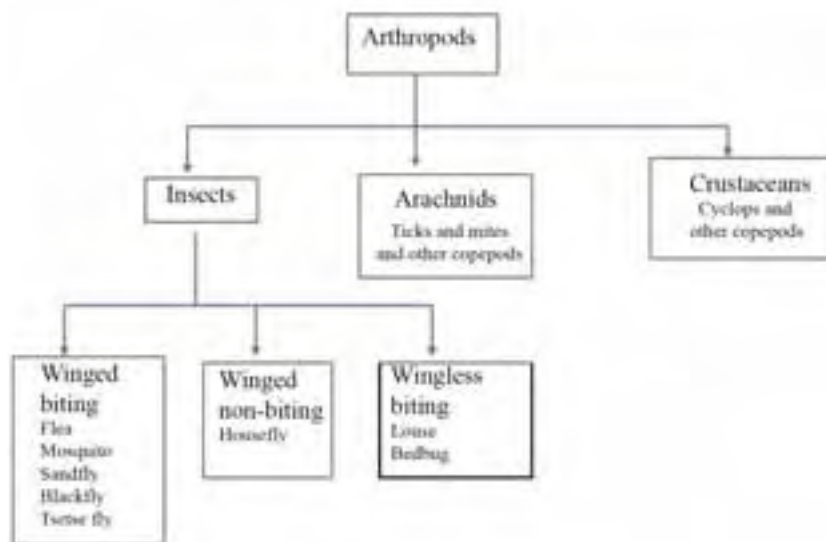 Arthropods
Insects
Arachnids
Ticks and mites
and other copepods
Crustaceans
Cyclops and
other copepods
Winged
biting
Flea
Mosquito
Sandfly
Blackfly
Tsetse fly
Winged
non-biting
Housefly
Wingless
biting
Louse
Bedbug